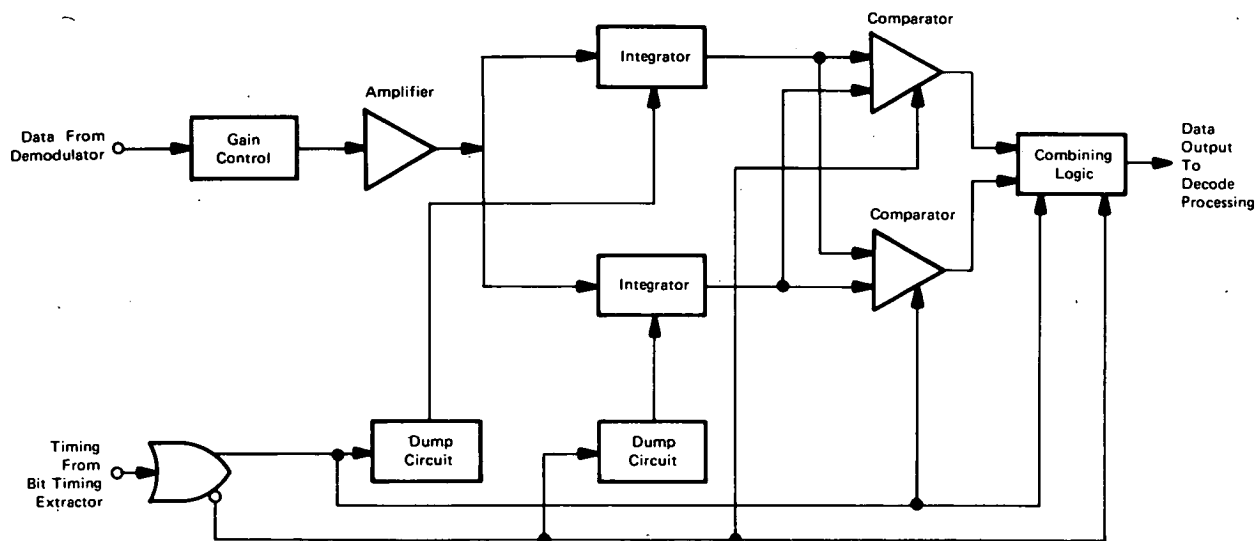 Comparator
Integrator
Amplifier
Data From
Demodulator
Gain
Control
Data
Output
To
Decode
Processing
Combining
Logic
Comparator
Integrator
Timing
From
Bit Timing
Extractor
Dump
Circuit
Dump
Circuit